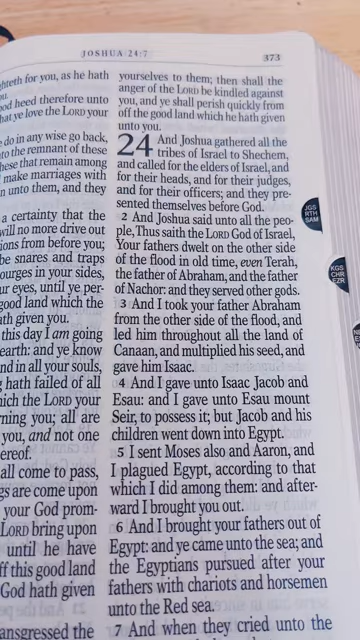 JOSHUA 24:7
373
hteth for you, as he hath
od heed therefore unto
hat ye love the LORD your
do in any wise go back,
to the remnant of these
hese that remain among
make marriages with
n unto them, and they
a certainty that the
will no more drive out
ions from before you;
be snares and traps
ourges in your sides,
ur eyes, until ye per-
good land which the
ath given you.
this day I am going
earth: and ye know
nd in all your souls,
g hath failed of all
hich the LORD your
rning you; all are
you, and not one
ereof.
all come to pass,
gs are come upon
your God prom-
LORD bring upon
until he have
ff this good land
God hath given
ansgressed the
yourselves to them; then shall the
anger of the LORD be kindled against
you, and ye shall perish quickly from
off the good land which he hath given
unto you.
24 And Joshua gathered all the
tribes of Israel to Shechem,
and called for the elders of Israel, and
for their heads, and for their judges,
and for their officers; and they pre-
sented themselves before God.
2 And Joshua said unto all the peo-
ple, Thus saith the LORD God of Israel,
Your fathers dwelt on the other side
of the flood in old time, even Terah,
the father of Abraham, and the father
of Nachor: and they served other gods.
3 And I took your father Abraham
from the other side of the flood, and
led him throughout all the land of
Canaan, and multiplied his seed, and
gave him Isaac.
4 And I gave unto Isaac Jacob and
Esau: and I gave unto Esau mount
Seir, to possess it; but Jacob and his
children went down into Egypt.
5 I sent Moses also and Aaron, and
I plagued Egypt, according to that
which I did among them: and after-
ward I brought you out.
6 And I brought your fathers out of
Egypt: and ye came unto the sea; and
the Egyptians pursued after your
fathers with chariots and horsemen
unto the Red sea.
7 And when they cried unto the
JGS
RTH
SAM
KGS
CHR
EZR